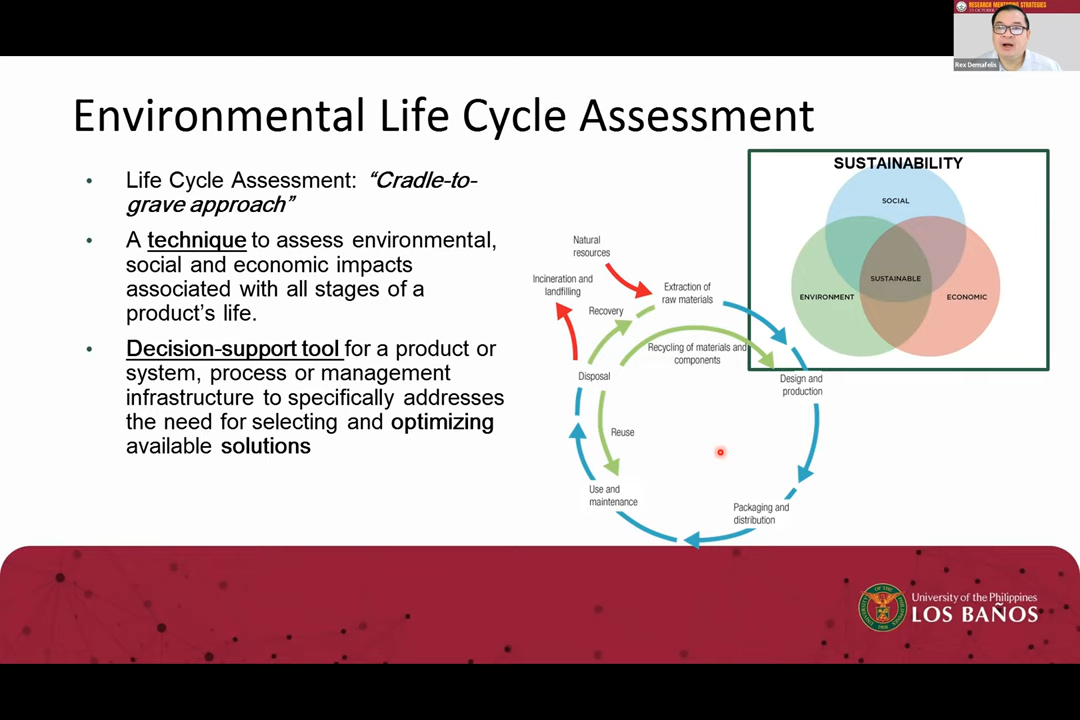 RESEARCH MENTORING STRATEGIES
Rex Demafelis
Environmental Life Cycle Assessment
• Life Cycle Assessment: “Cradle-to-
grave approach”
• A technique to assess environmental,
social and economic impacts
associated with all stages of a
product’s life.
• Decision-support tool for a product or
system, process or management
infrastructure to specifically addresses
the need for selecting and optimizing
available solutions
SUSTAINABILITY
SOCIAL
SUSTAINABLE
ENVIRONMENT
ECONOMIC
Natural
resources
Incineration and
landfilling
Extraction of
raw materials
Recovery
Recycling of materials and
components
Disposal
Design and
production
Reuse
Use and
maintenance
Packaging and
distribution
University of the Philippines
LOS BAÑOS